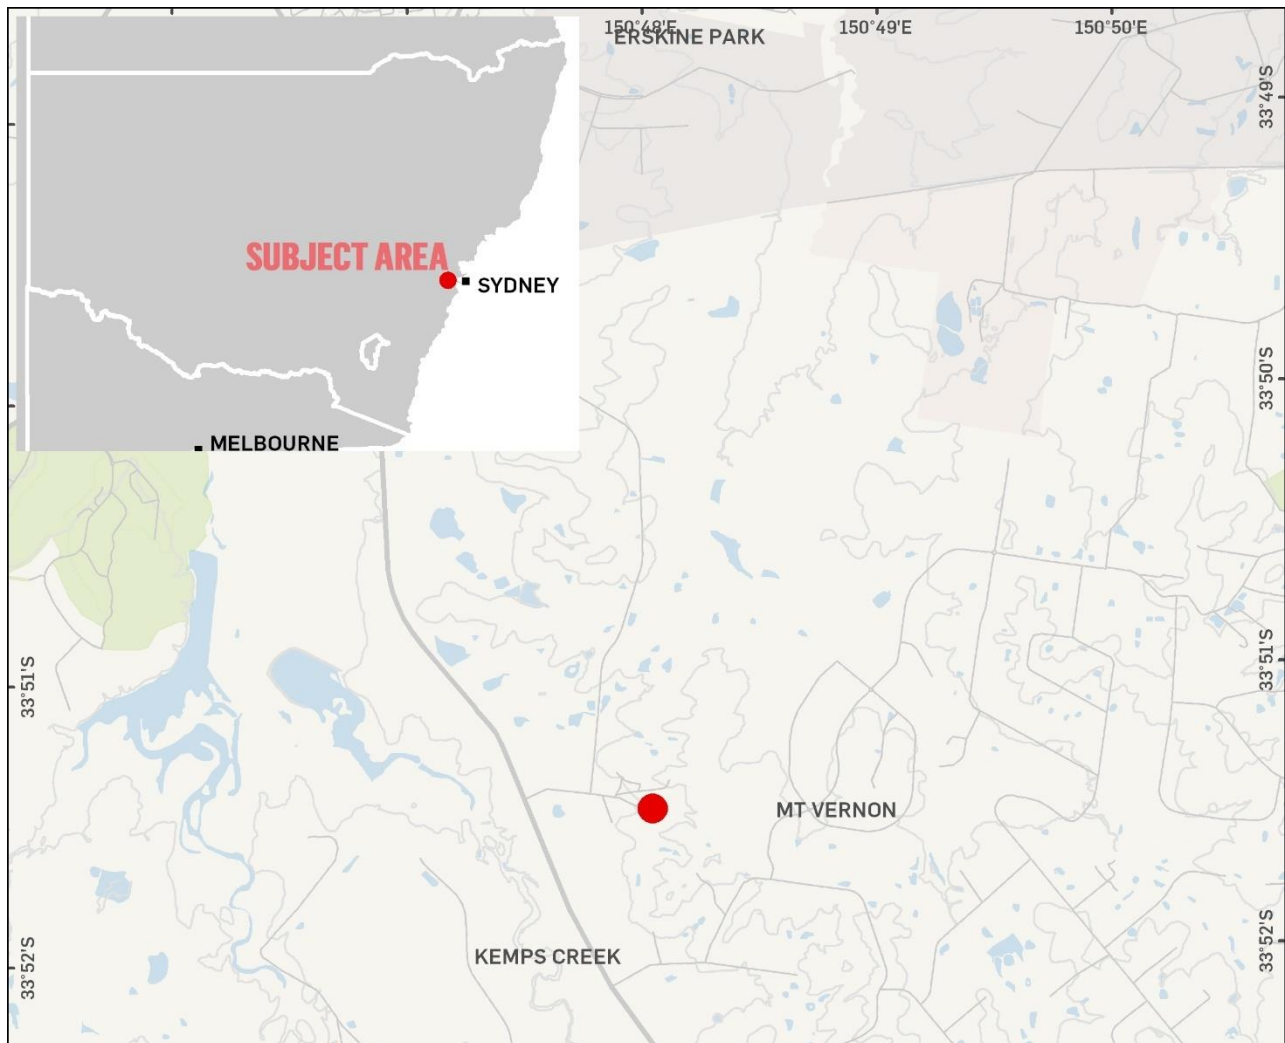 150°48'E
150°49'E
150°50'E
ERSKINE PARK
33°49'S
SUBJECT AREA
SYDNEY
33°50'S
MELBOURNE
33°51'S
33°51'S
MT VERNON
KEMPS CREEK
33°52'S
33°52'S